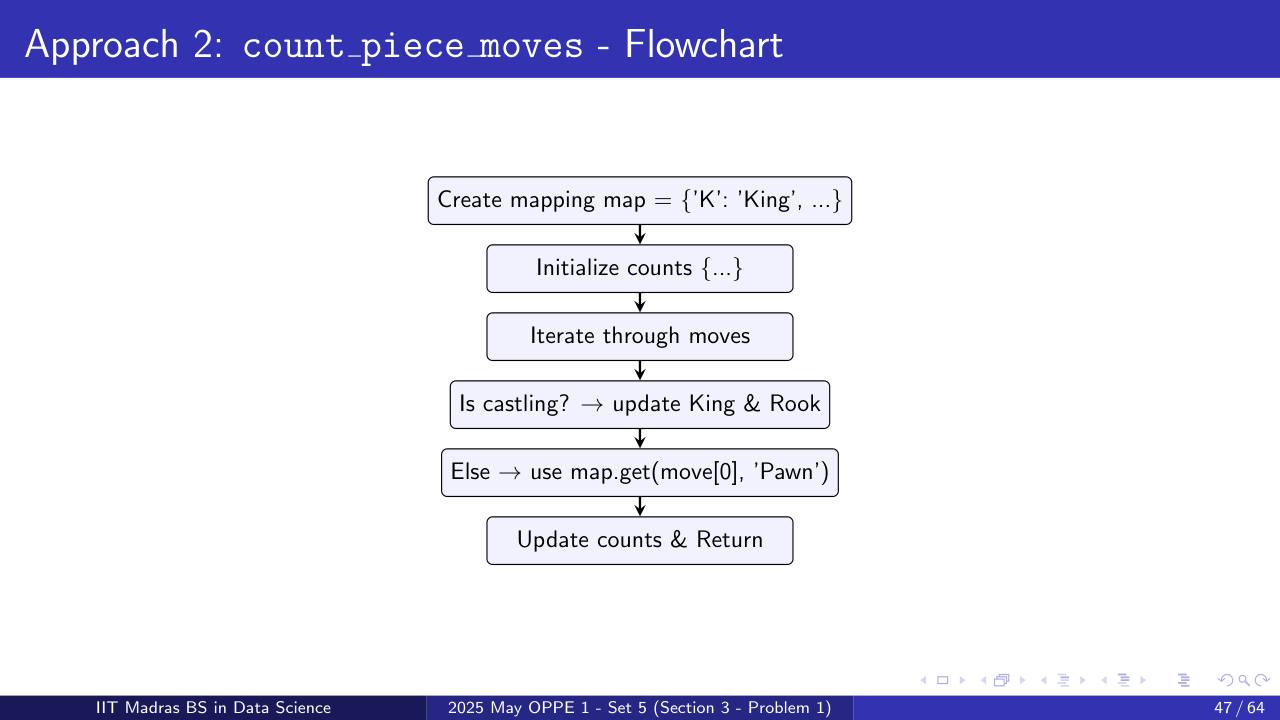 Approach 2: count_piece_moves - Flowchart
Create mapping map = {'K': 'King', ...}
Initialize counts {...}
Iterate through moves
Is castling? → update King & Rook
Else → use map.get(move[0], 'Pawn')
Update counts & Return
IIT Madras BS in Data Science
2025 May OPPE 1 - Set 5 (Section 3 - Problem 1)
47 / 64